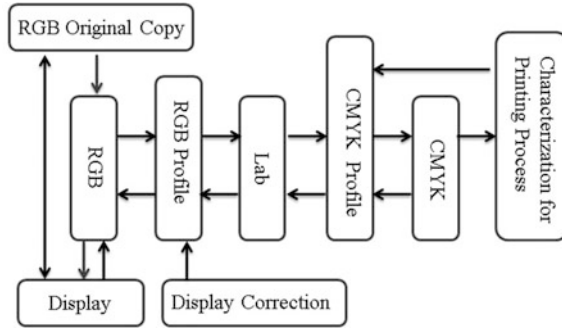 RGB Original Copy
RGB
RGB Profile
Lab
CMYK Profile
CMYK
Characterization for
Printing Process
Display
Display Correction